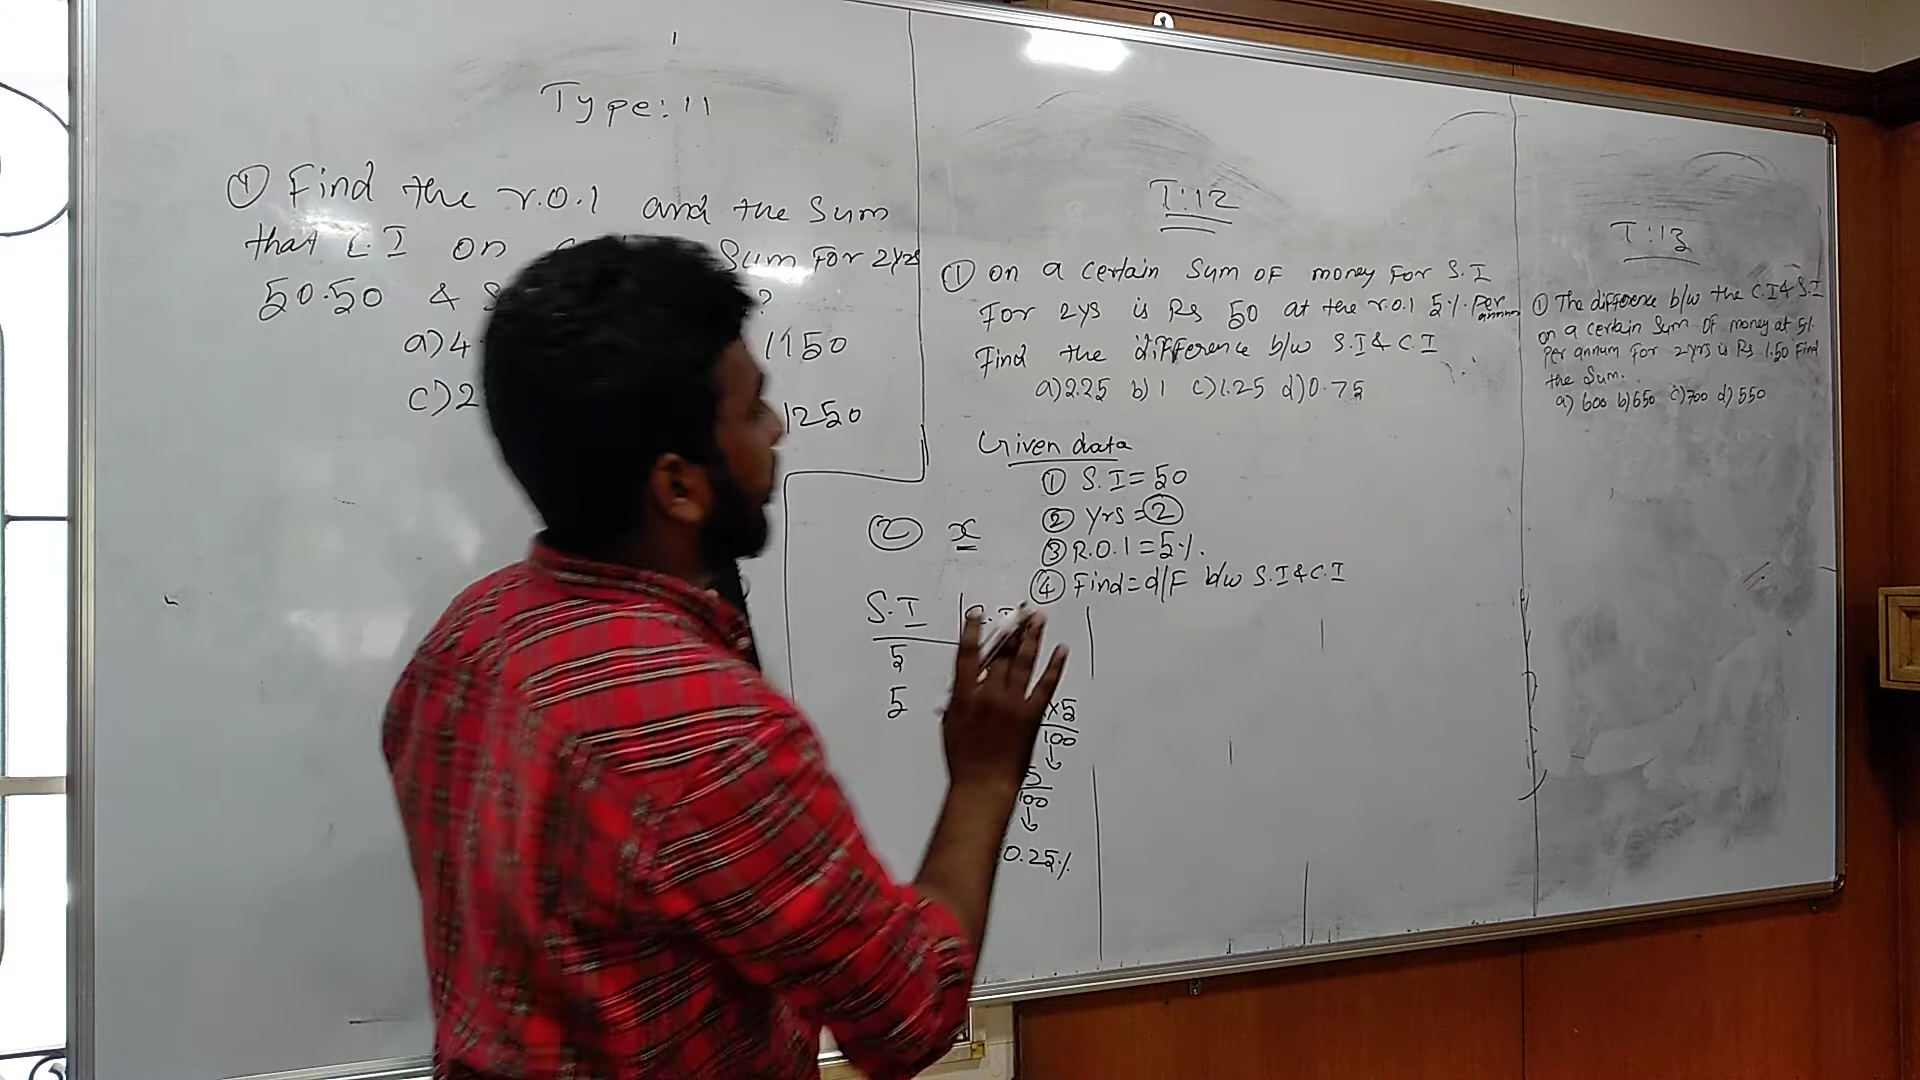 Type: 11
① Find the r.o.1 and the Sum
that C.I on Sum For 2yrs
50.50 & ?
a)4 1150
c)2 1250
T:12
① on a certain Sum OF money For S.I
For 2ys is Rs 50 at the r.o.1 5%. Per annum
Find the difference b/w S.I & C.I
a)2.25 b)1 c)1.25 d)0.75
Given data
① S.I = 50
② Yrs = ②
③ R.O.1 = 5%.
④ Find = d/F b/w S.I & C.I
② x
S.I
5
5
x5
100
↓
5
100
↓
0.25%
T:13
① The difference b/w the C.I & S.I
on a certain Sum Of money at 5%
Per annum For 2yrs is Rs 1.50 Find
the Sum.
a) 600 b)650 c)700 d) 550